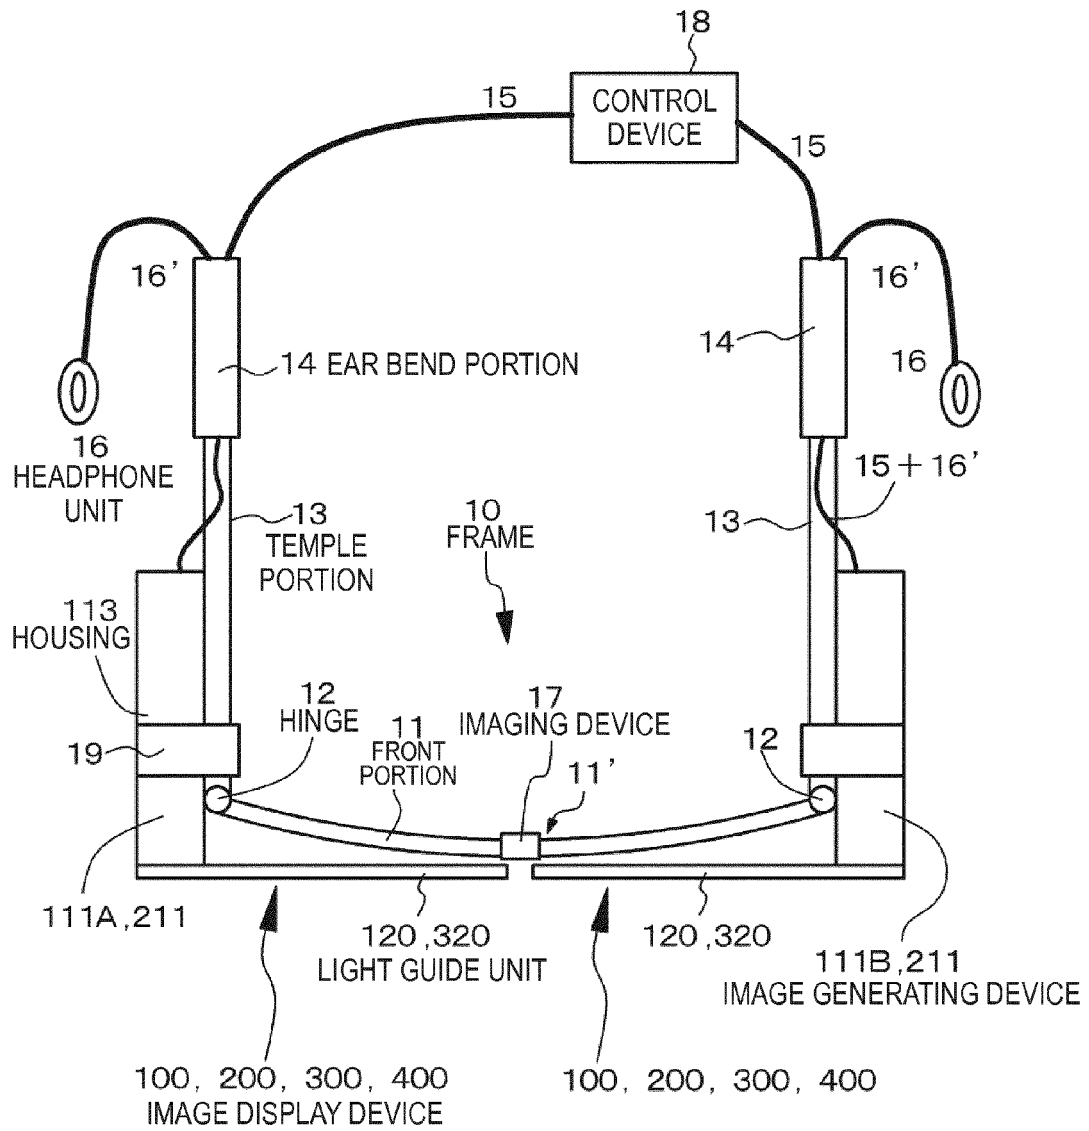 18
CONTROL
DEVICE
15
15
16’
16’
14 EAR BEND PORTION
14
16
HEADPHONE
UNIT
16
15+16’
13
TEMPLE
PORTION
10
FRAME
13
113
HOUSING
12
HINGE
17
IMAGING DEVICE
11
FRONT
PORTION
19
11’
12
111A,211
120,320
LIGHT GUIDE UNIT
120,320
111B,211
IMAGE GENERATING DEVICE
100, 200, 300, 400
IMAGE DISPLAY DEVICE
100, 200, 300, 400